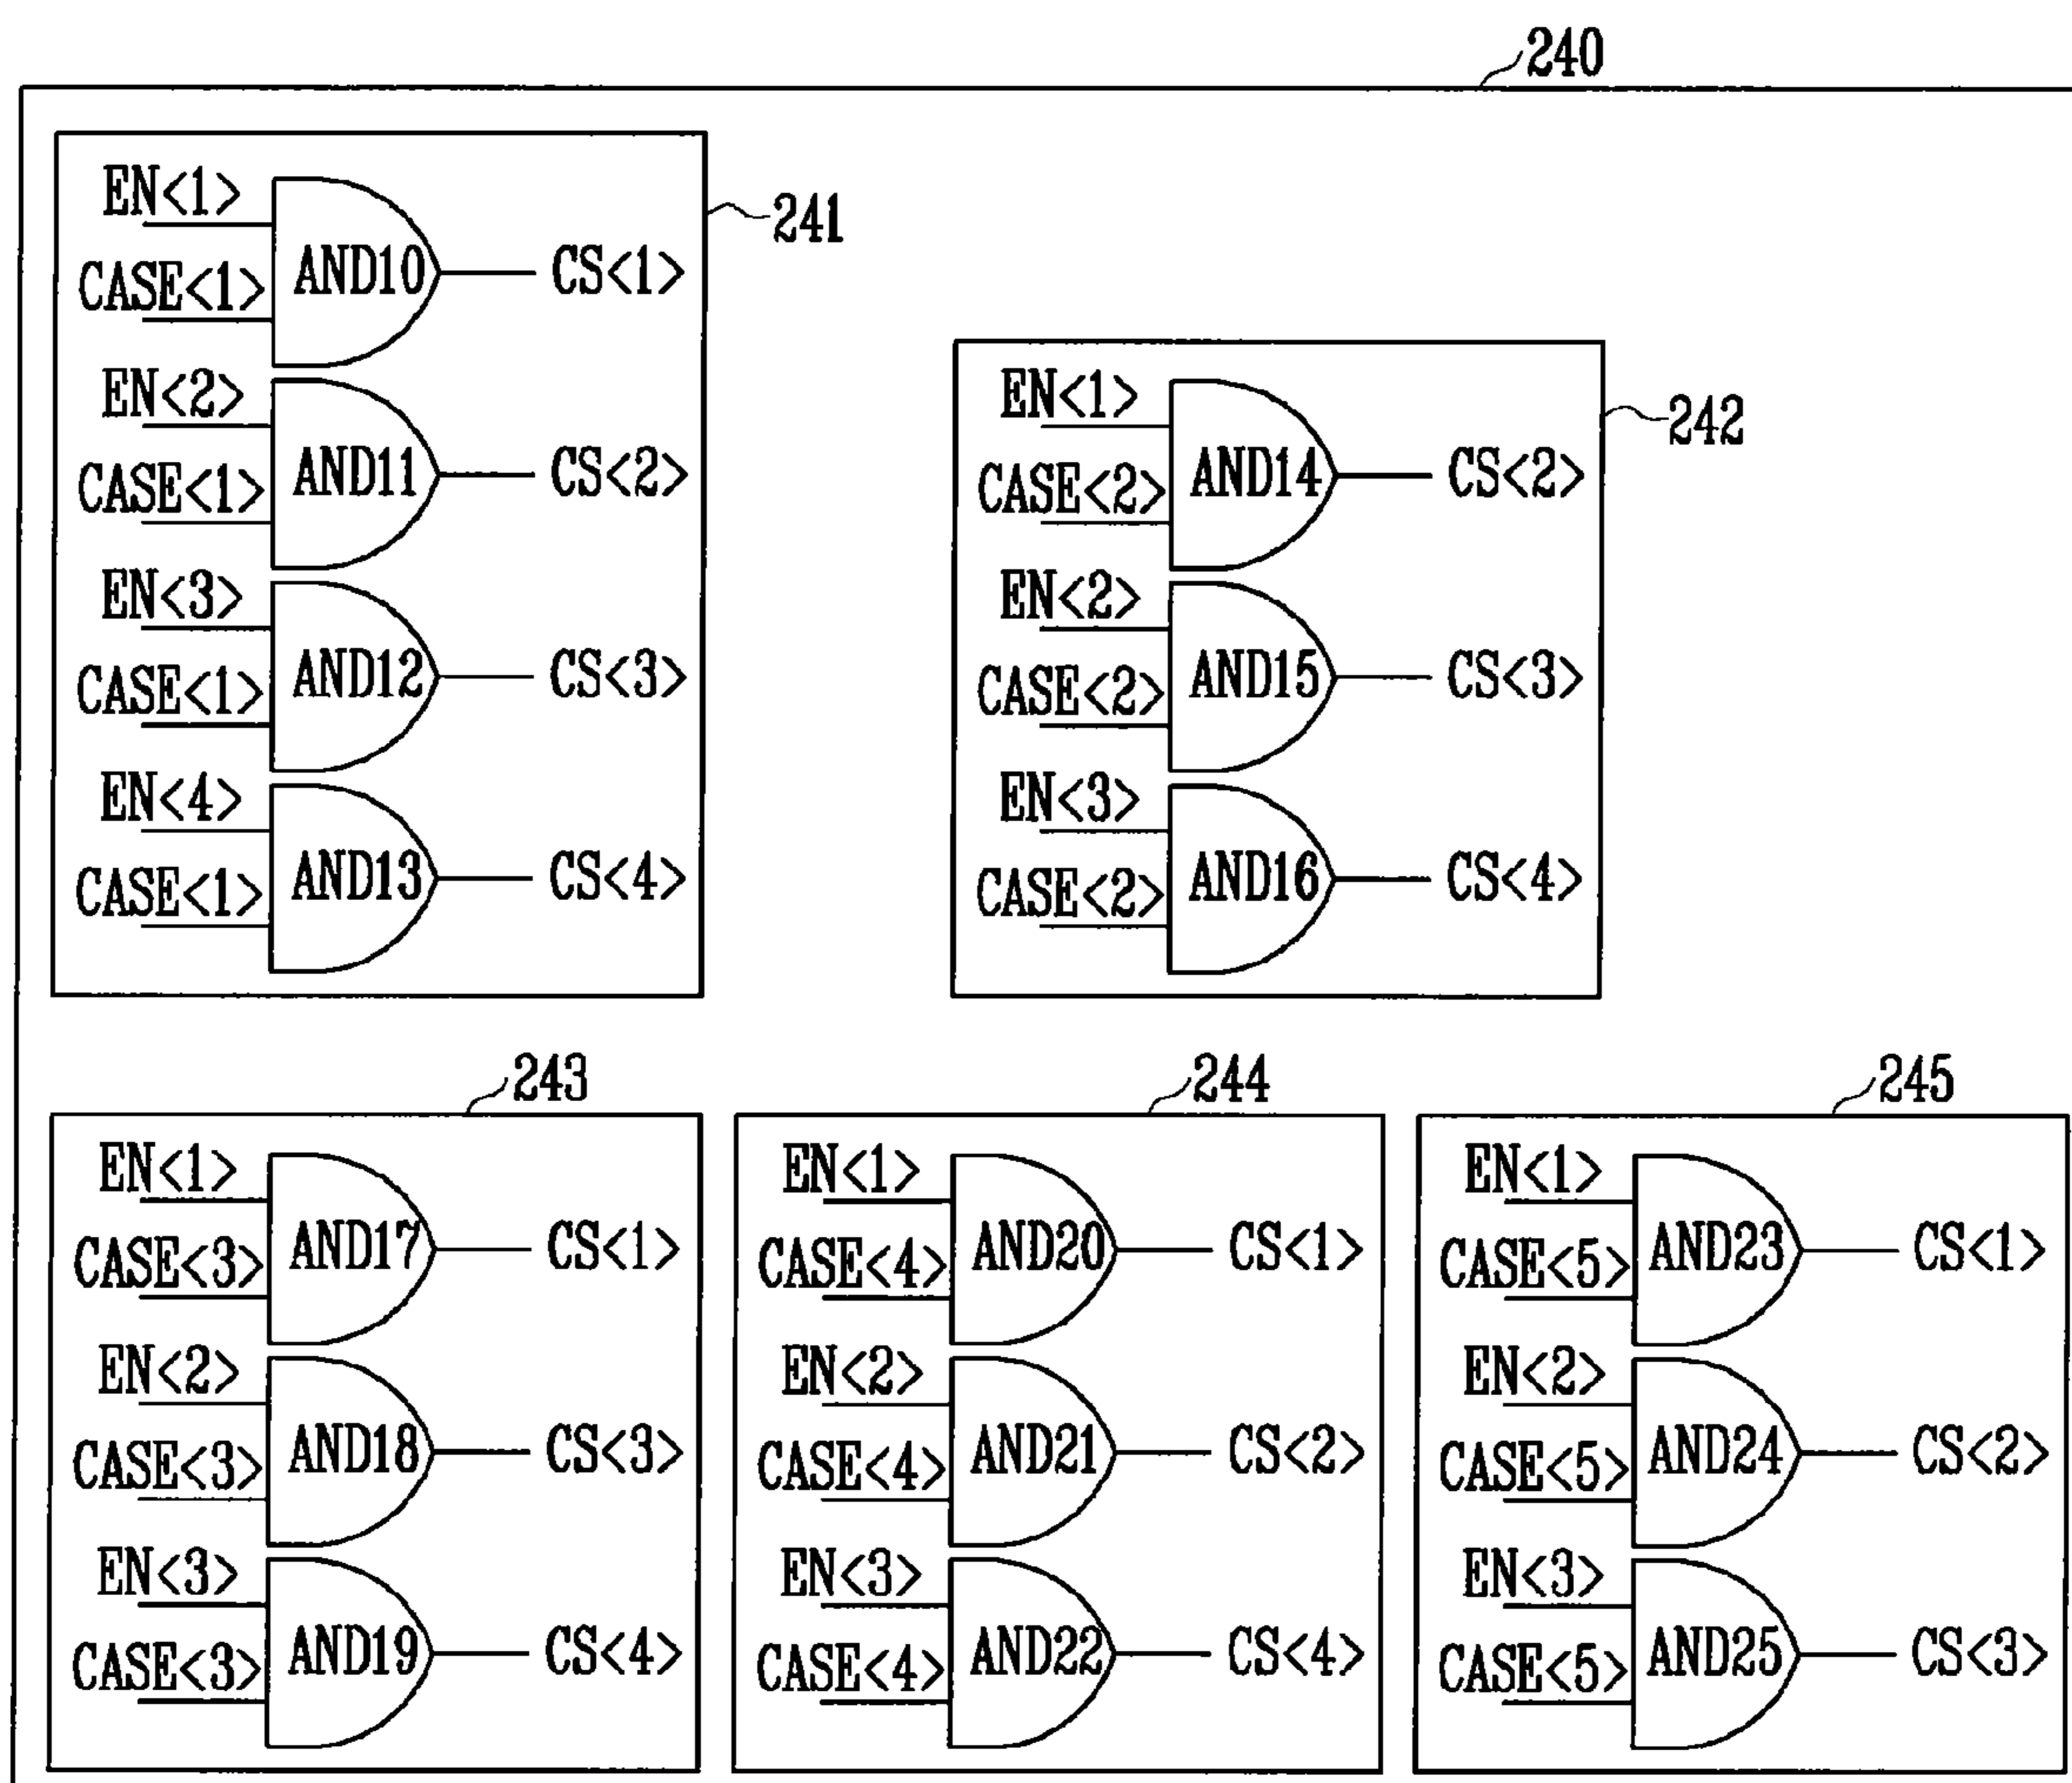 240
241
EN<1>
CASE<1>
AND10
CS<1>
EN<2>
CASE<1>
AND11
CS<2>
EN<3>
CASE<1>
AND12
CS<3>
EN<4>
CASE<1>
AND13
CS<4>
242
EN<1>
CASE<2>
AND14
CS<2>
EN<2>
CASE<2>
AND15
CS<3>
EN<3>
CASE<2>
AND16
CS<4>
243
EN<1>
CASE<3>
AND17
CS<1>
EN<2>
CASE<3>
AND18
CS<3>
EN<3>
CASE<3>
AND19
CS<4>
244
EN<1>
CASE<4>
AND20
CS<1>
EN<2>
CASE<4>
AND21
CS<2>
EN<3>
CASE<4>
AND22
CS<4>
245
EN<1>
CASE<5>
AND23
CS<1>
EN<2>
CASE<5>
AND24
CS<2>
EN<3>
CASE<5>
AND25
CS<3>